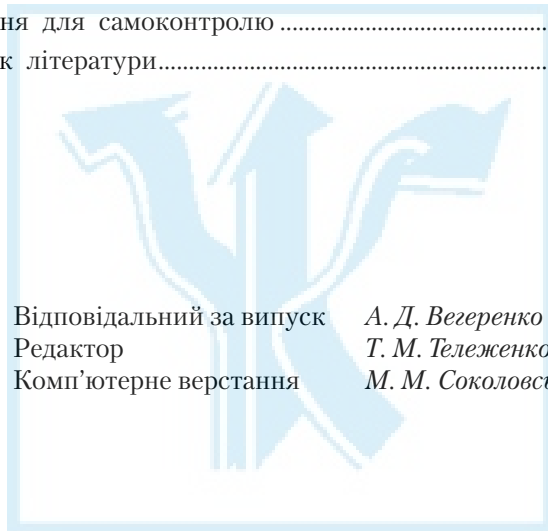 ня для самоконтролю ........................................
к літератури..........................................................
Відповідальний за випуск А. Д. Вегеренко
Редактор Т. М. Тележенко
Комп’ютерне верстання М. М. Соколовсь